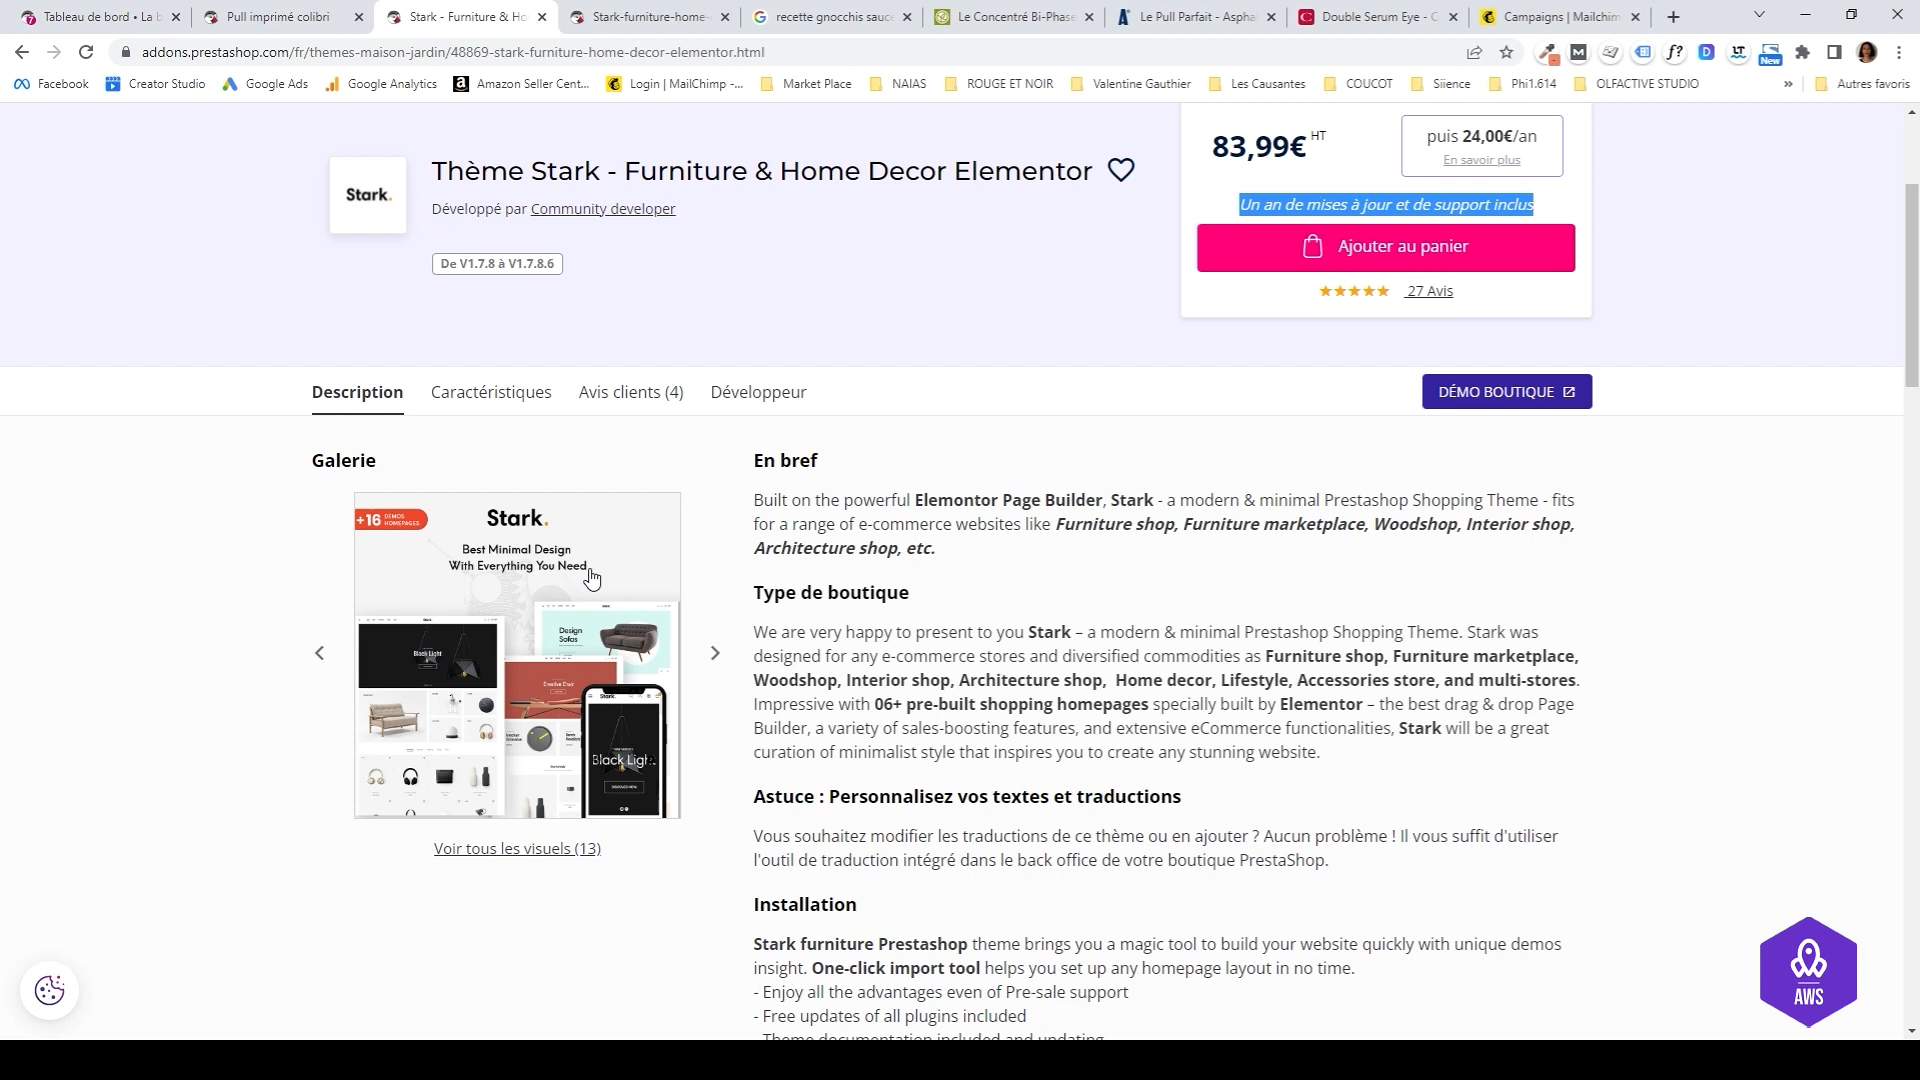 Tableau de bord • La b
Pull imprimé colibri
Stark - Furniture & Ho
Stark-furniture-home-
recette gnocchis sauce
Le Concentré Bi-Phase
Le Pull Parfait - Aspha
Double Serum Eye - C
Campaigns | Mailchim
addons.prestashop.com/fr/themes-maison-jardin/48869-stark-furniture-home-decor-elementor.html
New
Facebook
Creator Studio
Google Ads
Google Analytics
Amazon Seller Cent...
Login | MailChimp -...
Market Place
NAIAS
ROUGE ET NOIR
Valentine Gauthier
Les Causantes
COUCOT
Siience
Phi1.614
OLFACTIVE STUDIO
»
Autres favoris
Stark.
Thème Stark - Furniture & Home Decor Elementor
Développé par Community developer
De V1.7.8 à V1.7.8.6
83,99€ HT
puis 24,00€/an
En savoir plus
Un an de mises à jour et de support inclus
Ajouter au panier
27 Avis
Description
Caractéristiques
Avis clients (4)
Développeur
DÉMO BOUTIQUE
Galerie
+16 DEMOS HOMEPAGES
Stark.
Best Minimal Design
With Everything You Need
Design
Sofas
Black Light
Creative Chair
Stark.
Black Light
Voir tous les visuels (13)
En bref
Built on the powerful Elemontor Page Builder, Stark - a modern & minimal Prestashop Shopping Theme - fits
for a range of e-commerce websites like Furniture shop, Furniture marketplace, Woodshop, Interior shop,
Architecture shop, etc.
Type de boutique
We are very happy to present to you Stark – a modern & minimal Prestashop Shopping Theme. Stark was
designed for any e-commerce stores and diversified commodities as Furniture shop, Furniture marketplace,
Woodshop, Interior shop, Architecture shop, Home decor, Lifestyle, Accessories store, and multi-stores.
Impressive with 06+ pre-built shopping homepages specially built by Elementor – the best drag & drop Page
Builder, a variety of sales-boosting features, and extensive eCommerce functionalities, Stark will be a great
curation of minimalist style that inspires you to create any stunning website.
Astuce : Personnalisez vos textes et traductions
Vous souhaitez modifier les traductions de ce thème ou en ajouter ? Aucun problème ! Il vous suffit d'utiliser
l'outil de traduction intégré dans le back office de votre boutique PrestaShop.
Installation
Stark furniture Prestashop theme brings you a magic tool to build your website quickly with unique demos
insight. One-click import tool helps you set up any homepage layout in no time.
- Enjoy all the advantages even of Pre-sale support
- Free updates of all plugins included
- Theme documentation included and updating
AWS